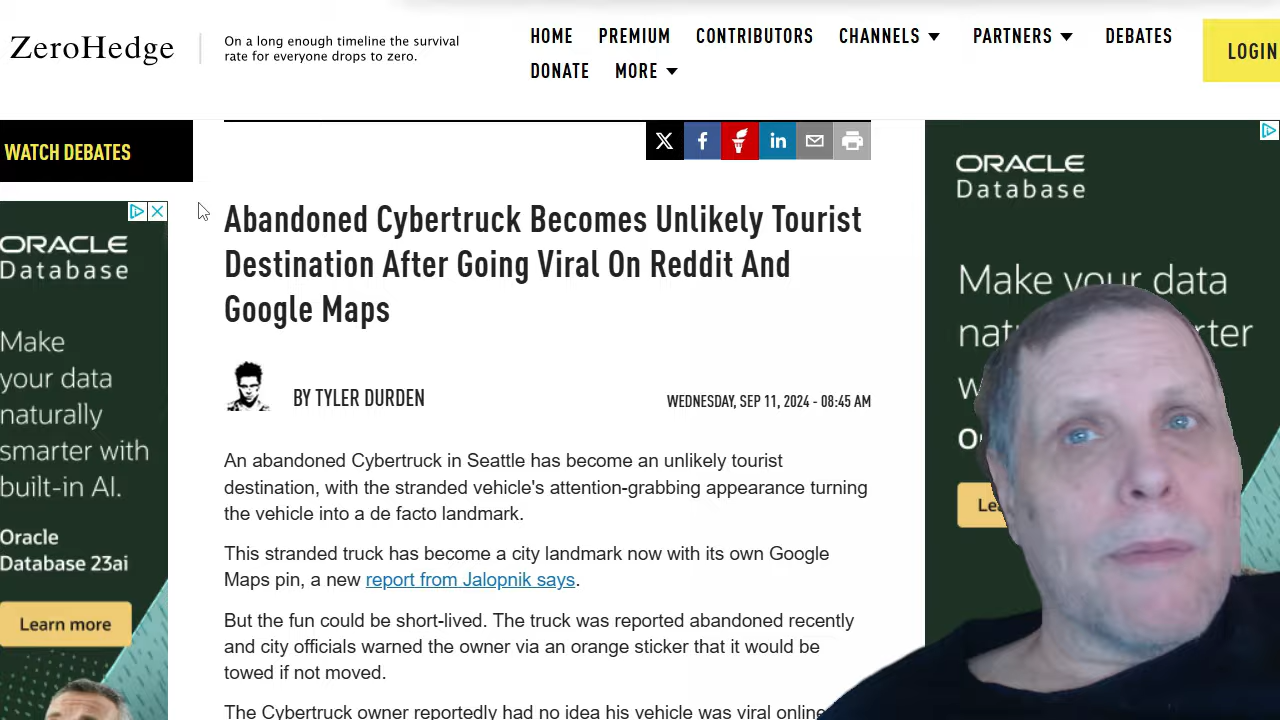 ZeroHedge
On a long enough timeline the survival
rate for everyone drops to zero.
HOME PREMIUM CONTRIBUTORS CHANNELS PARTNERS DEBATES
DONATE MORE
LOGIN
WATCH DEBATES
Abandoned Cybertruck Becomes Unlikely Tourist
Destination After Going Viral On Reddit And
Google Maps
BY TYLER DURDEN
WEDNESDAY, SEP 11, 2024 - 08:45 AM
An abandoned Cybertruck in Seattle has become an unlikely tourist
destination, with the stranded vehicle's attention-grabbing appearance turning
the vehicle into a de facto landmark.
This stranded truck has become a city landmark now with its own Google
Maps pin, a new report from Jalopnik says.
But the fun could be short-lived. The truck was reported abandoned recently
and city officials warned the owner via an orange sticker that it would be
towed if not moved.
The Cybertruck owner reportedly had no idea his vehicle was viral online
ORACLE
Database
Make
your data
naturally
smarter with
built-in AI.
Oracle
Database 23ai
Learn more
ORACLE
Database
Make your data